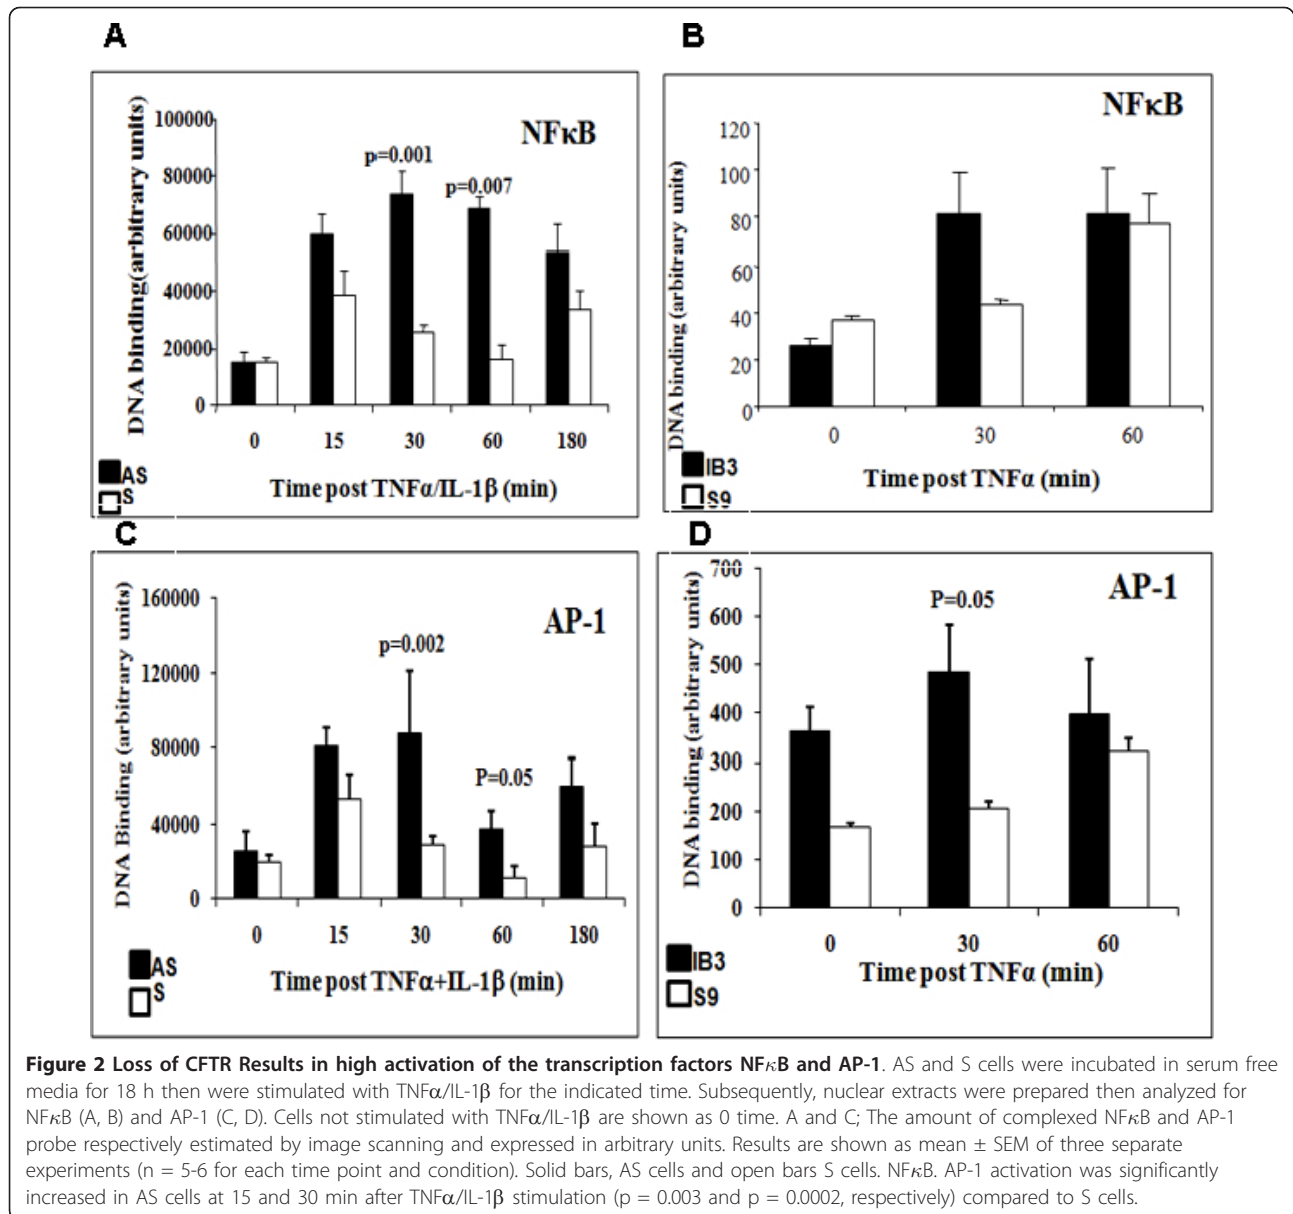 A
B
DNA binding(arbitrary units)
100000
80000
60000
40000
20000
0
NFκB
p=0.001
p=0.007
0 15 30 60 180
AS
S
Time post TNFα/IL-1β (min)
DNA binding (arbitrary units)
120
100
80
60
40
20
0
NFκB
0 30 60
IB3
S9
Time post TNFα (min)
C
D
DNA Binding (arbitrary units)
160000
120000
80000
40000
0
AP-1
p=0.002
P=0.05
0 15 30 60 180
AS
S
Time post TNFα+IL-1β (min)
DNA binding (arbitrary units)
700
600
500
400
300
200
100
0
AP-1
P=0.05
0 30 60
IB3
S9
Time post TNFα (min)
Figure 2 Loss of CFTR Results in high activation of the transcription factors NFκB and AP-1. AS and S cells were incubated in serum free
media for 18 h then were stimulated with TNFα/IL-1β for the indicated time. Subsequently, nuclear extracts were prepared then analyzed for
NFκB (A, B) and AP-1 (C, D). Cells not stimulated with TNFα/IL-1β are shown as 0 time. A and C; The amount of complexed NFκB and AP-1
probe respectively estimated by image scanning and expressed in arbitrary units. Results are shown as mean ± SEM of three separate
experiments (n = 5-6 for each time point and condition). Solid bars, AS cells and open bars S cells. NFκB. AP-1 activation was significantly
increased in AS cells at 15 and 30 min after TNFα/IL-1β stimulation (p = 0.003 and p = 0.0002, respectively) compared to S cells.